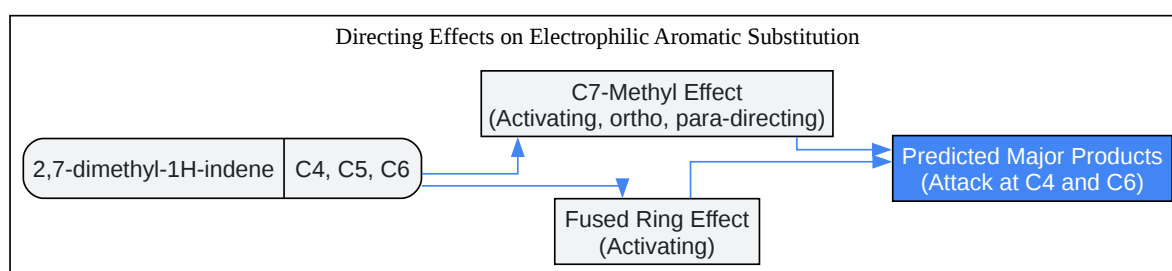 Directing Effects on Electrophilic Aromatic Substitution
C7-Methyl Effect
(Activating, ortho, para-directing)
2,7-dimethyl-1H-indene
C4, C5, C6
Predicted Major Products
(Attack at C4 and C6)
Fused Ring Effect
(Activating)